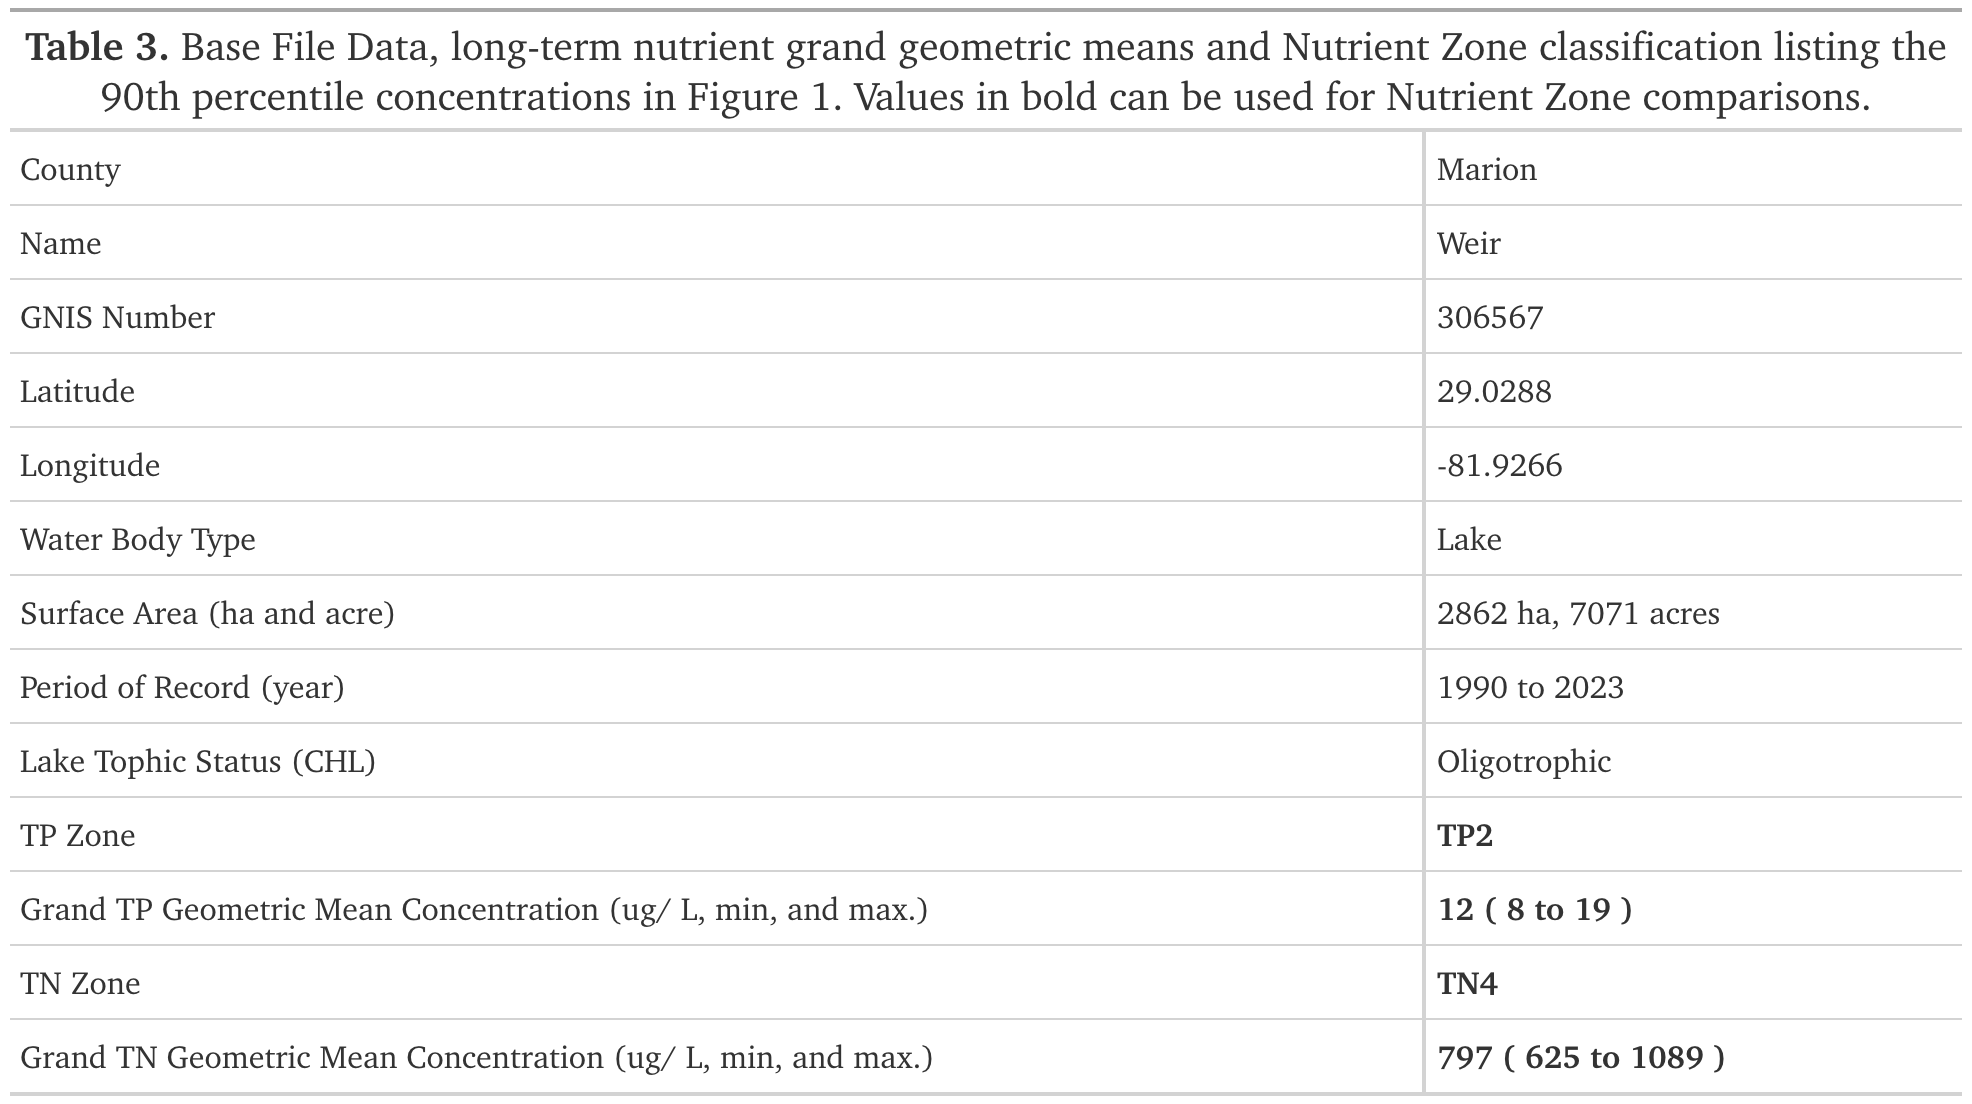 Table 3. Base File Data, long-term nutrient grand geometric means and Nutrient Zone classification listing the
90th percentile concentrations in Figure 1. Values in bold can be used for Nutrient Zone comparisons.
County Marion
Name Weir
GNIS Number 306567
Latitude 29.0288
Longitude -81.9266
Water Body Type Lake
Surface Area (ha and acre) 2862 ha, 7071 acres
Period of Record (year) 1990 to 2023
Lake Tophic Status (CHL) Oligotrophic
TP Zone TP2
Grand TP Geometric Mean Concentration (ug/ L, min, and max.) 12 ( 8 to 19 )
TN Zone TN4
Grand TN Geometric Mean Concentration (ug/ L, min, and max.) 797 ( 625 to 1089 )